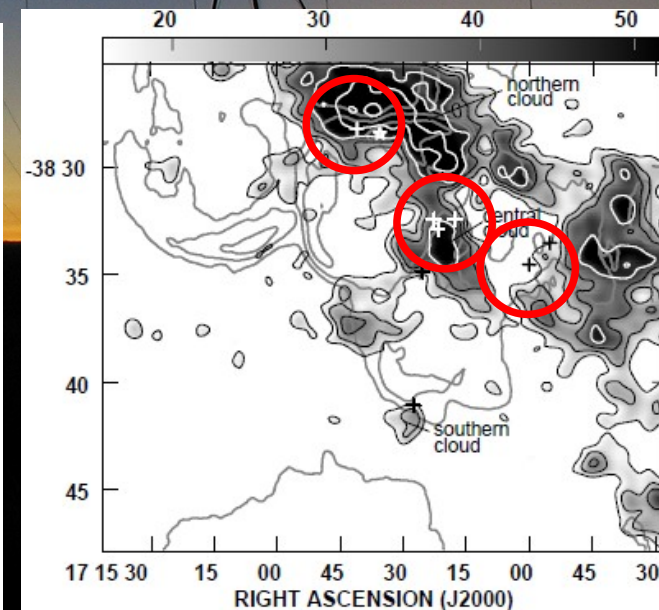 20 30 40 50
northern
cloud
-38 30
central
cloud
35
40
southern
cloud
45
17 15 30 15 00 45 30 15 00 45 30
RIGHT ASCENSION (J2000)